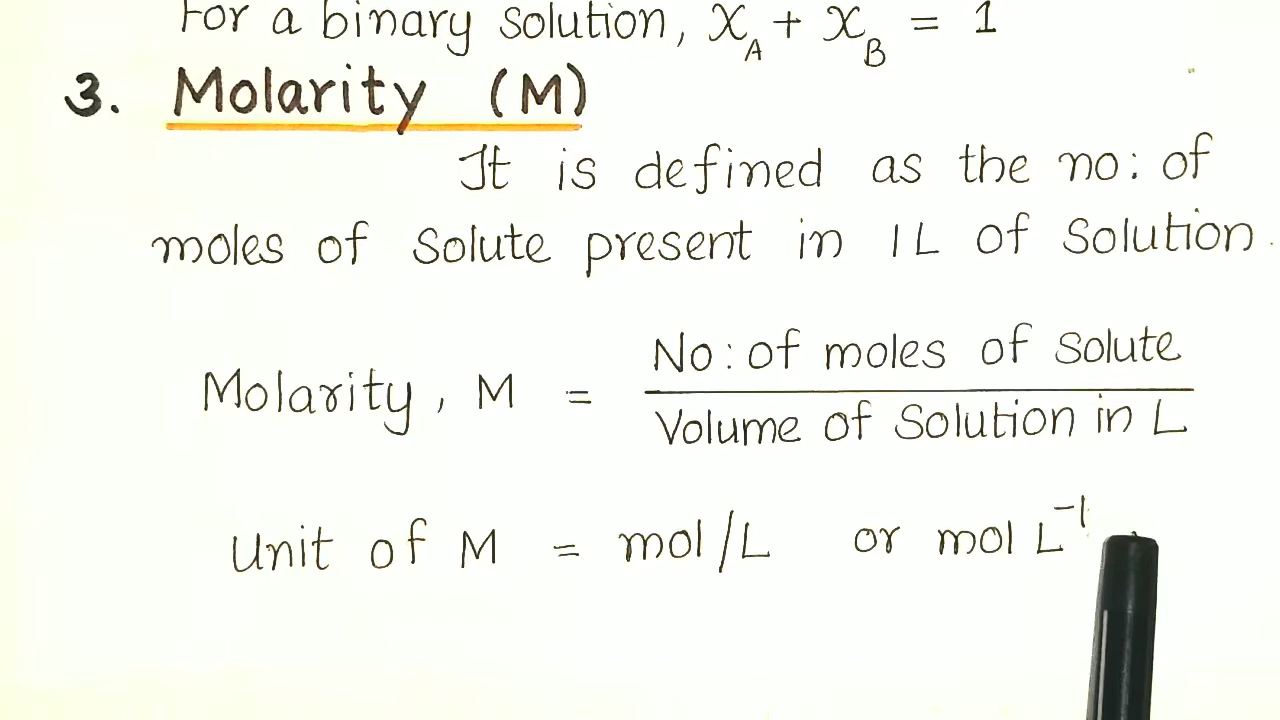 For a binary solution, x_A + x_B = 1
3. Molarity (M)
It is defined as the no: of
moles of solute present in 1L of solution.
Molarity, M = No: of moles of solute / Volume of solution in L
Unit of M = mol/L or mol L⁻¹